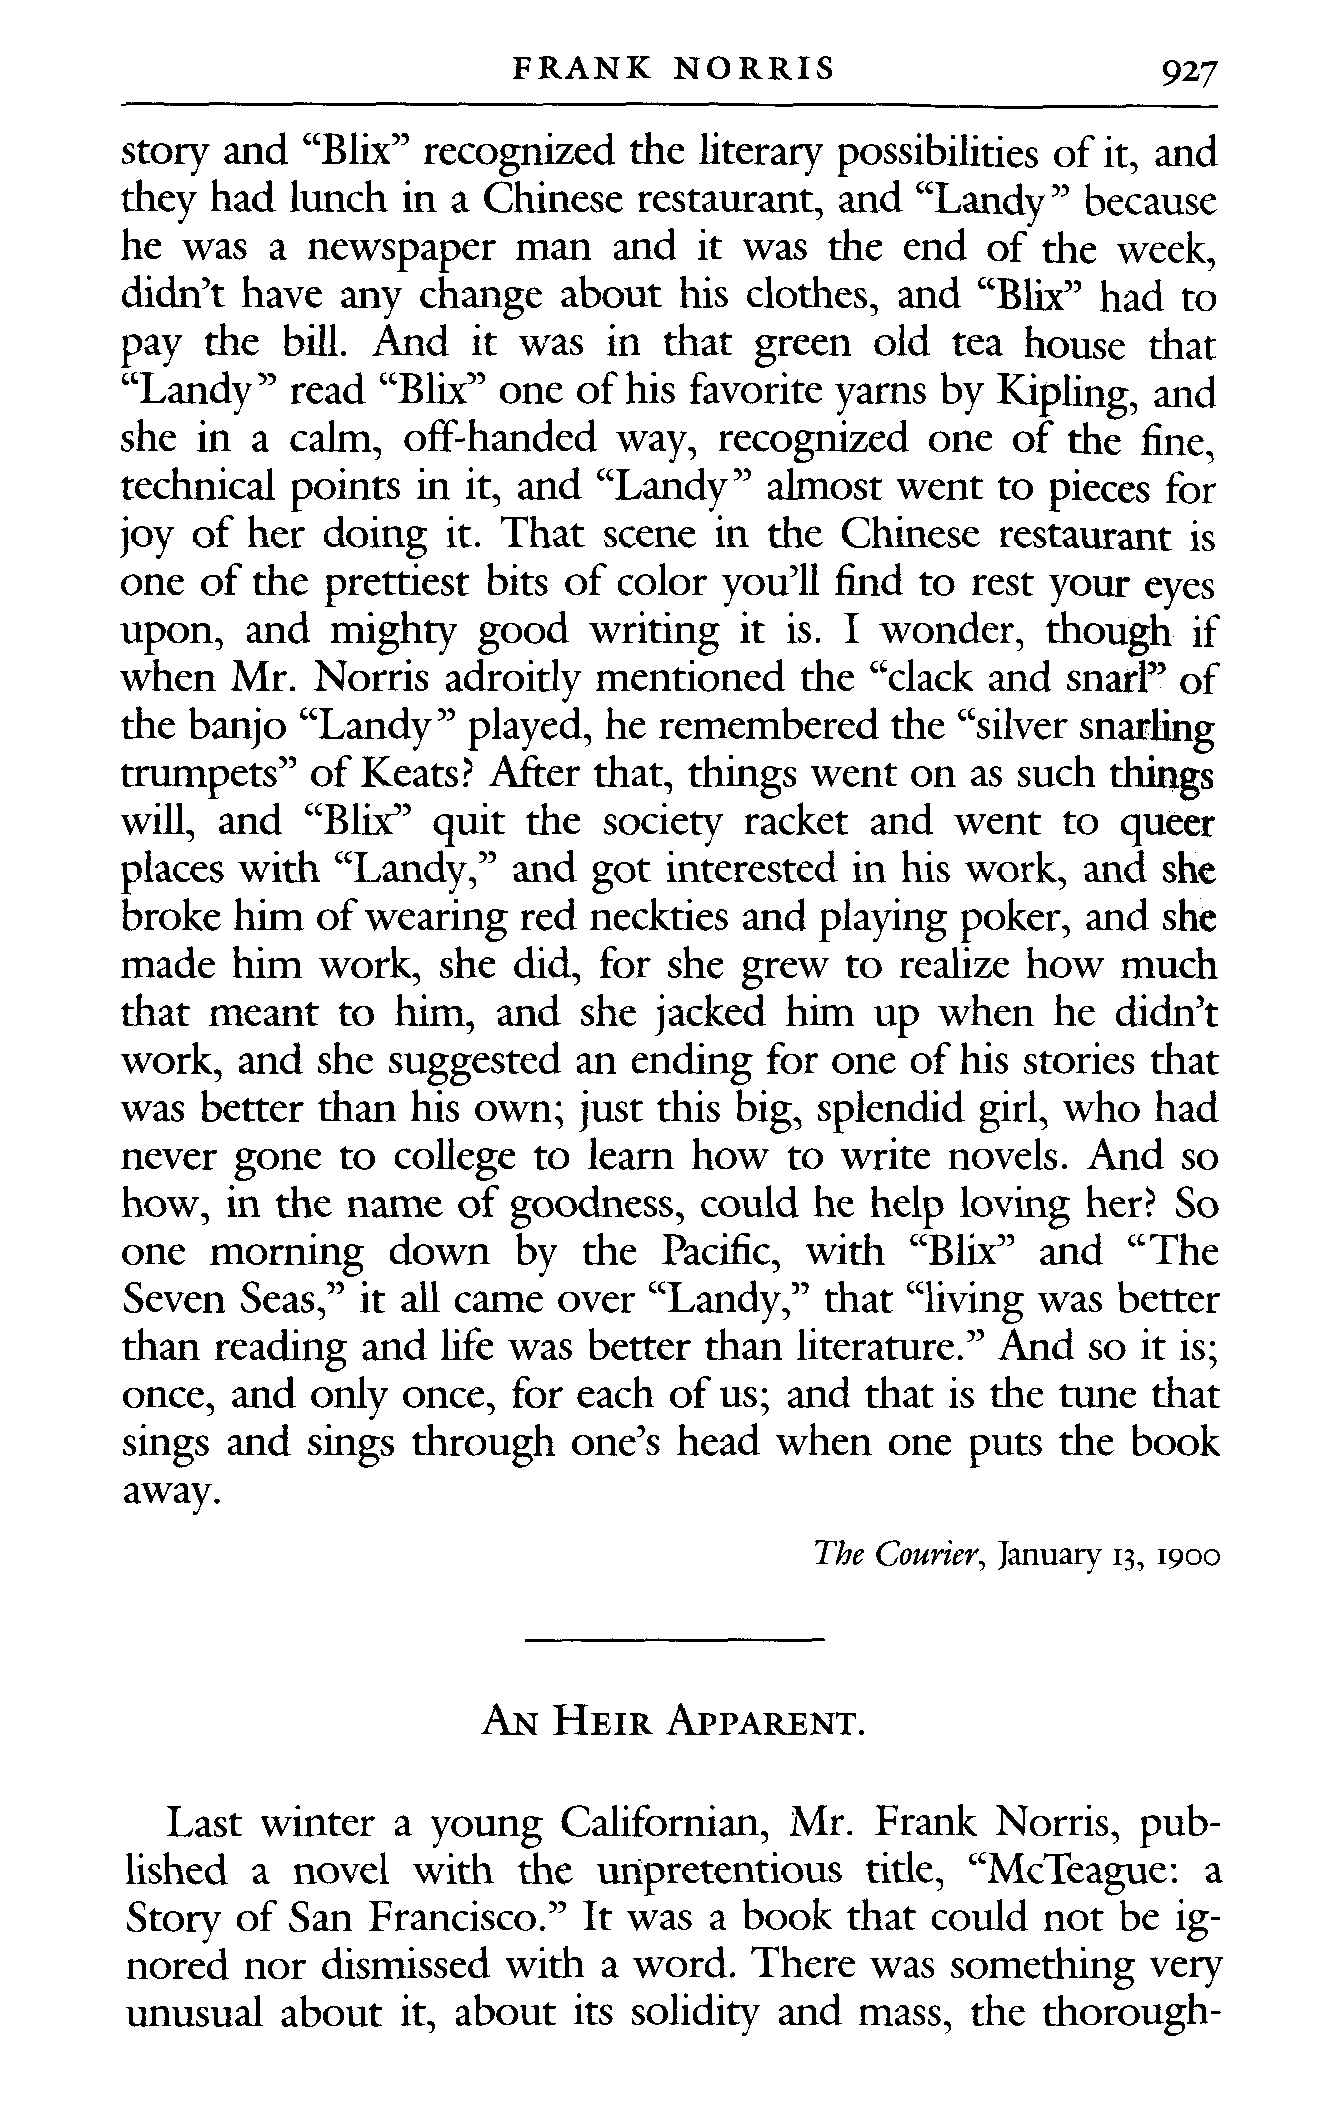 FRANK NORRIS 927
story and “Blix” recognized the literary possibilities of it, and
they had lunch in a Chinese restaurant, and “Landy” because
he was a newspaper man and it was the end of the week,
didn’t have any change about his clothes, and “Blix” had to
pay the bill. And it was in that green old tea house that
“Landy” read “Blix” one of his favorite yarns by Kipling, and
she in a calm, off-handed way, recognized one of the fine,
technical points in it, and “Landy” almost went to pieces for
joy of her doing it. That scene in the Chinese restaurant is
one of the prettiest bits of color you’ll find to rest your eyes
upon, and mighty good writing it is. I wonder, though if
when Mr. Norris adroitly mentioned the “clack and snarl” of
the banjo “Landy” played, he remembered the “silver snarling
trumpets” of Keats? After that, things went on as such things
will, and “Blix” quit the society racket and went to queer
places with “Landy,” and got interested in his work, and she
broke him of wearing red neckties and playing poker, and she
made him work, she did, for she grew to realize how much
that meant to him, and she jacked him up when he didn’t
work, and she suggested an ending for one of his stories that
was better than his own; just this big, splendid girl, who had
never gone to college to learn how to write novels. And so
how, in the name of goodness, could he help loving her? So
one morning down by the Pacific, with “Blix” and “The
Seven Seas,” it all came over “Landy,” that “living was better
than reading and life was better than literature.” And so it is;
once, and only once, for each of us; and that is the tune that
sings and sings through one’s head when one puts the book
away.
The Courier, January 13, 1900
AN HEIR APPARENT.
Last winter a young Californian, Mr. Frank Norris, pub-
lished a novel with the unpretentious title, “McTeague: a
Story of San Francisco.” It was a book that could not be ig-
nored nor dismissed with a word. There was something very
unusual about it, about its solidity and mass, the thorough-